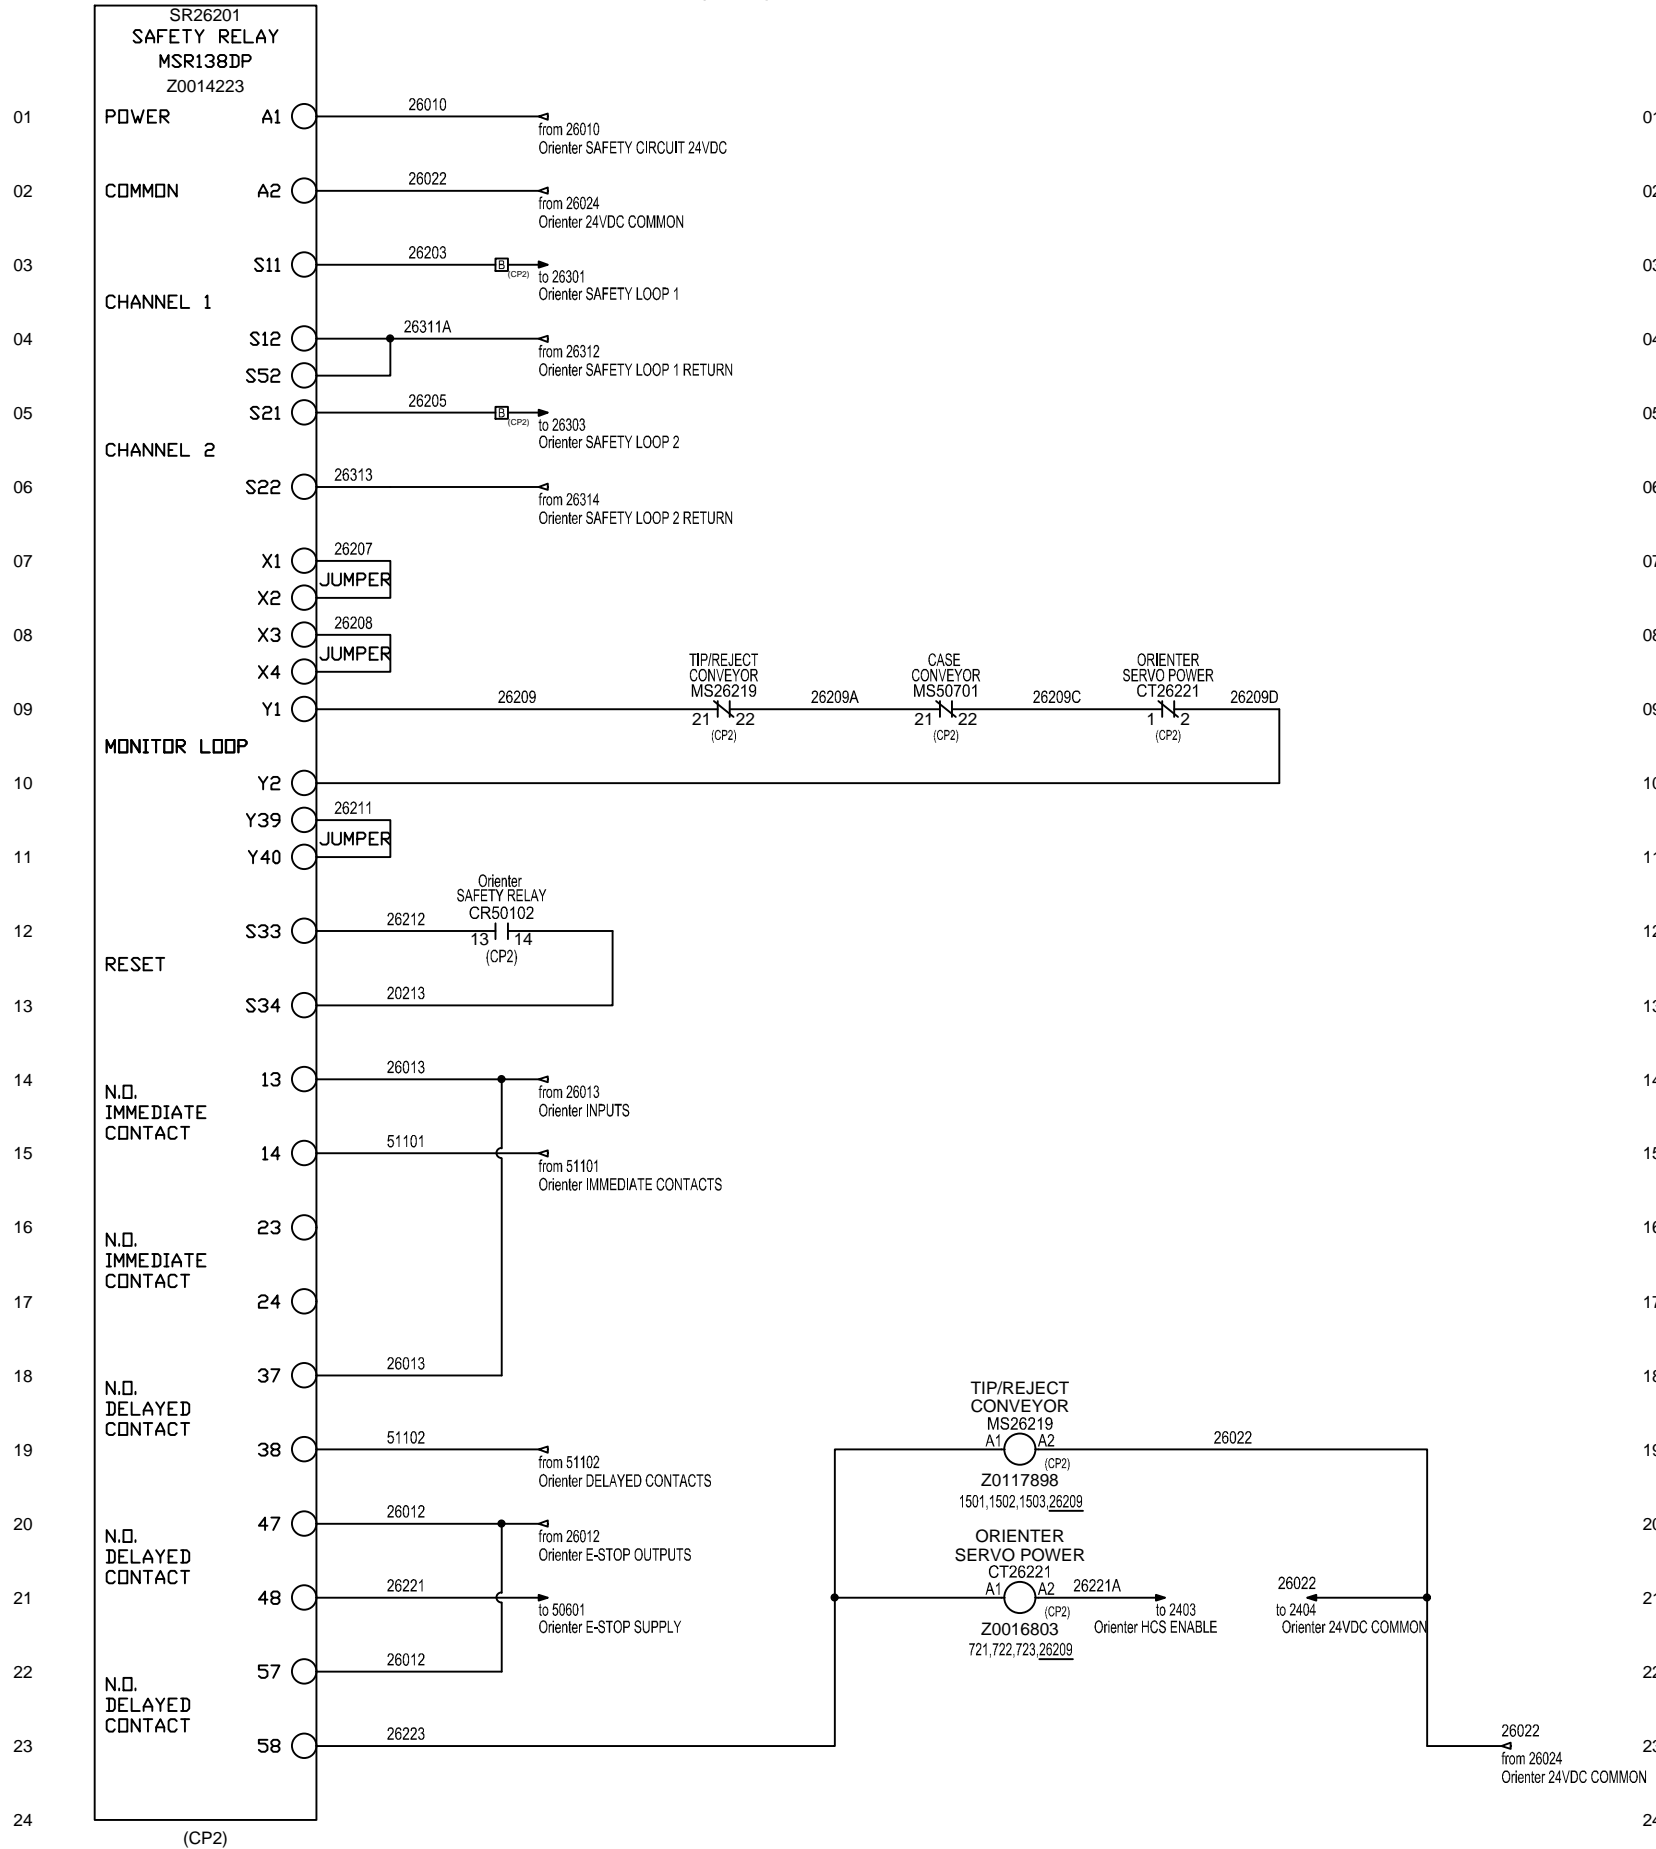 SR26201
SAFETY RELAY
MSR138DP
Z0014223
01 POWER A1 26010
from 26010
Orienter SAFETY CIRCUIT 24VDC
02 COMMON A2 26022
from 26024
Orienter 24VDC COMMON
03 S11 26203 B (CP2)
to 26301
Orienter SAFETY LOOP 1
CHANNEL 1
04 S12 26311A
from 26312
Orienter SAFETY LOOP 1 RETURN
S52
05 S21 26205 B (CP2)
to 26303
Orienter SAFETY LOOP 2
CHANNEL 2
06 S22 26313
from 26314
Orienter SAFETY LOOP 2 RETURN
07 X1 26207
JUMPER
X2
08 X3 26208
JUMPER
X4
TIP/REJECT
CONVEYOR
MS26219
21 22
(CP2)
CASE
CONVEYOR
MS50701
21 22
(CP2)
ORIENTER
SERVO POWER
CT26221
1 2
(CP2)
09 Y1 26209 26209A 26209C 26209D
MONITOR LOOP
10 Y2
Y39 26211
JUMPER
11 Y40
Orienter
SAFETY RELAY
CR50102
13 14
(CP2)
12 S33 26212
RESET
13 S34 20213
14 13 26013
from 26013
Orienter INPUTS
N.O.
IMMEDIATE
CONTACT
15 14 51101
from 51101
Orienter IMMEDIATE CONTACTS
16 23
N.O.
IMMEDIATE
CONTACT
17 24
18 37 26013
N.O.
DELAYED
CONTACT
19 38 51102
from 51102
Orienter DELAYED CONTACTS
TIP/REJECT
CONVEYOR
MS26219
A1 A2 26022
(CP2)
Z0117898
1501,1502,1503,26209
20 47 26012
from 26012
Orienter E-STOP OUTPUTS
N.O.
DELAYED
CONTACT
21 48 26221
to 50601
Orienter E-STOP SUPPLY
ORIENTER
SERVO POWER
CT26221
A1 A2 26221A
(CP2)
Z0016803
721,722,723,26209
to 2403
Orienter HCS ENABLE
26022
to 2404
Orienter 24VDC COMMON
22 57 26012
N.O.
DELAYED
CONTACT
23 58 26223
26022
from 26024
Orienter 24VDC COMMON
24
(CP2)